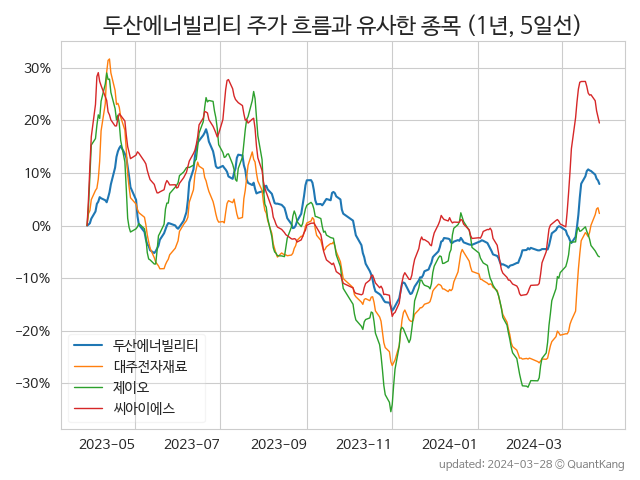 두산에너빌리티 주가 흐름과 유사한 종목 (1년, 5일선)
30%
20%
10%
0%
−10%
−20%
−30%
두산에너빌리티
대주전자재료
제이오
씨아이에스
2023-05 2023-07 2023-09 2023-11 2024-01 2024-03
updated: 2024-03-28 © QuantKang